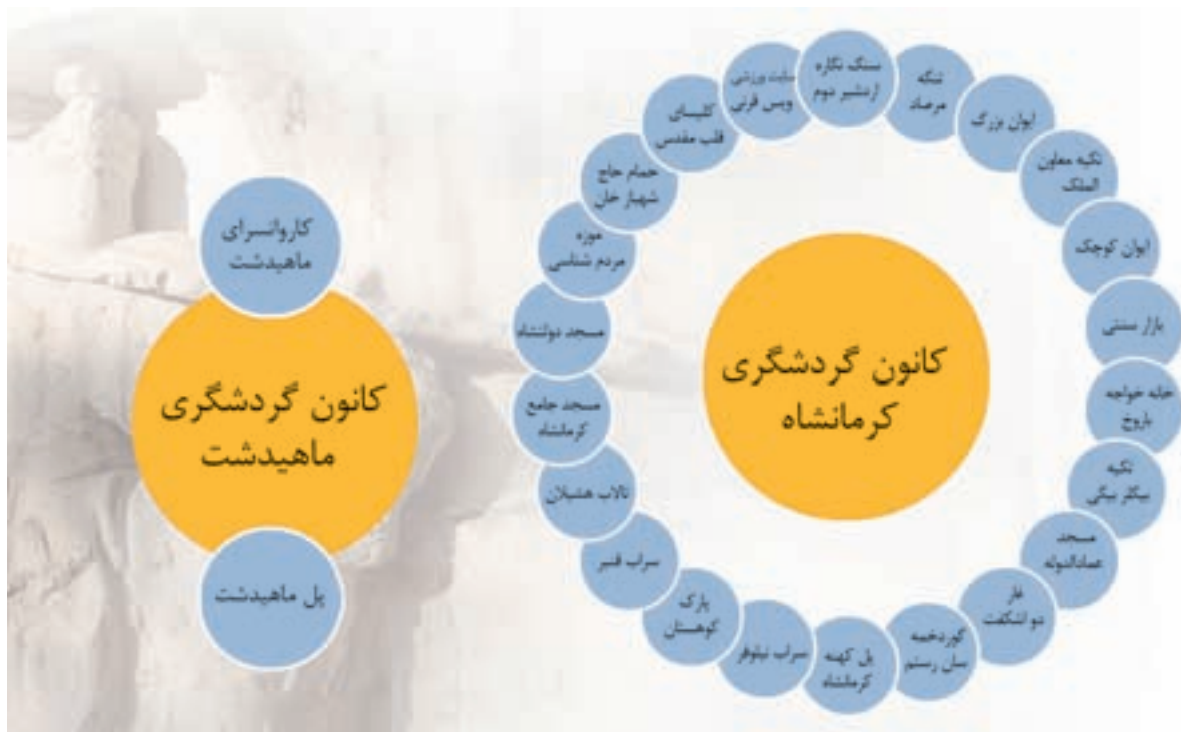 سنگ نگاره
اردشیر دوم
تنگه
مرصاد
ایوان بزرگ
تکیه معاون
الملک
ایوان کوچک
بازار سنتی
خانه خواجه
باروخ
تکیه
بیگلر بیگی
مسجد
عمادالدوله
غار
دو اشکفت
گوردخمه
سان رستم
پل کهنه
کرمانشاه
سراب نیلوفر
پارک
کوهستان
سراب قنبر
تالاب هشیلان
مسجد جامع
کرمانشاه
مسجد دولتشاه
موزه
مردم شناسی
حمام حاج
شهباز خان
کلیسای
قلب مقدس
سایت ورزشی
ویس قرنی
کانون گردشگری
کرمانشاه
کاروانسرای
ماهیدشت
کانون گردشگری
ماهیدشت
پل ماهیدشت